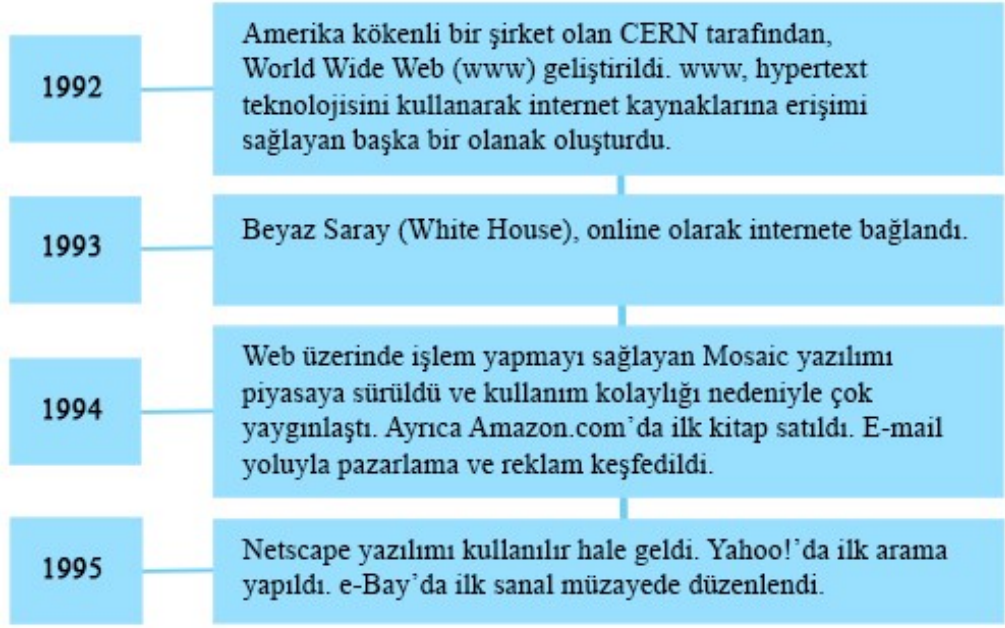 1992
Amerika kökenli bir şirket olan CERN tarafından,
World Wide Web (www) geliştirildi. www, hypertext
teknolojisini kullanarak internet kaynaklarına erişimi
sağlayan başka bir olanak oluşturdu.
1993
Beyaz Saray (White House), online olarak internete bağlandı.
1994
Web üzerinde işlem yapmayı sağlayan Mosaic yazılımı
piyasaya sürüldü ve kullanım kolaylığı nedeniyle çok
yaygınlaştı. Ayrıca Amazon.com’da ilk kitap satıldı. E-mail
yoluyla pazarlama ve reklam keşfedildi.
1995
Netscape yazılımı kullanılır hale geldi. Yahoo!’da ilk arama
yapıldı. e-Bay’da ilk sanal müzayede düzenlendi.